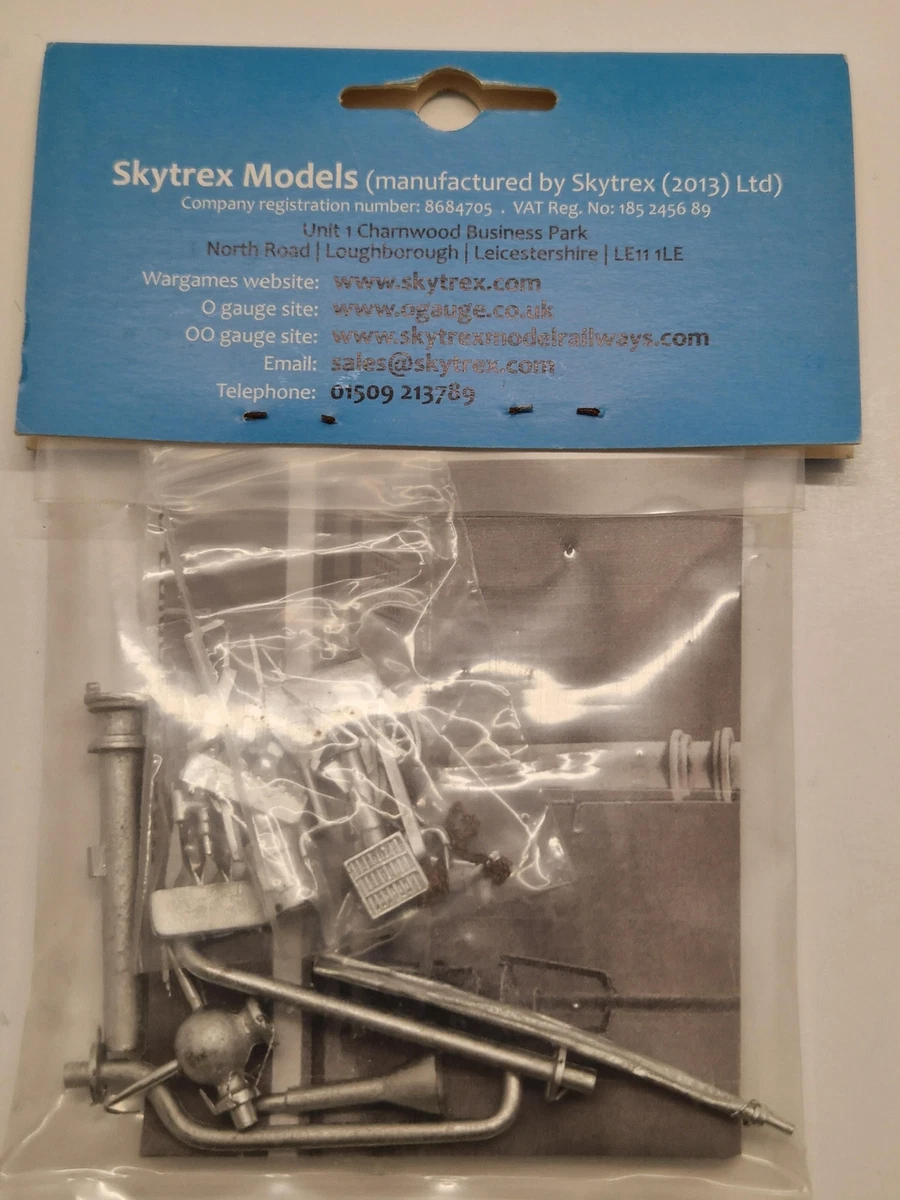 Skytrex Models (manufactured by Skytrex (2013) Ltd)
Company registration number: 8684705 . VAT Reg. No: 185 2456 89
Unit 1 Charnwood Business Park
North Road | Loughborough | Leicestershire | LE11 1LE
Wargames website: www.skytrex.com
O gauge site: www.ogauge.co.uk
OO gauge site: www.skytrexmodelrailways.com
Email: sales@skytrex.com
Telephone: 01509 213789